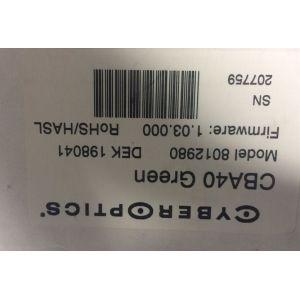 CYBEROPTICS®
CBA40 Green
Model 8012980 DEK 198041
Firmware: 1.03.000 RoHS/HASL
SN
207759